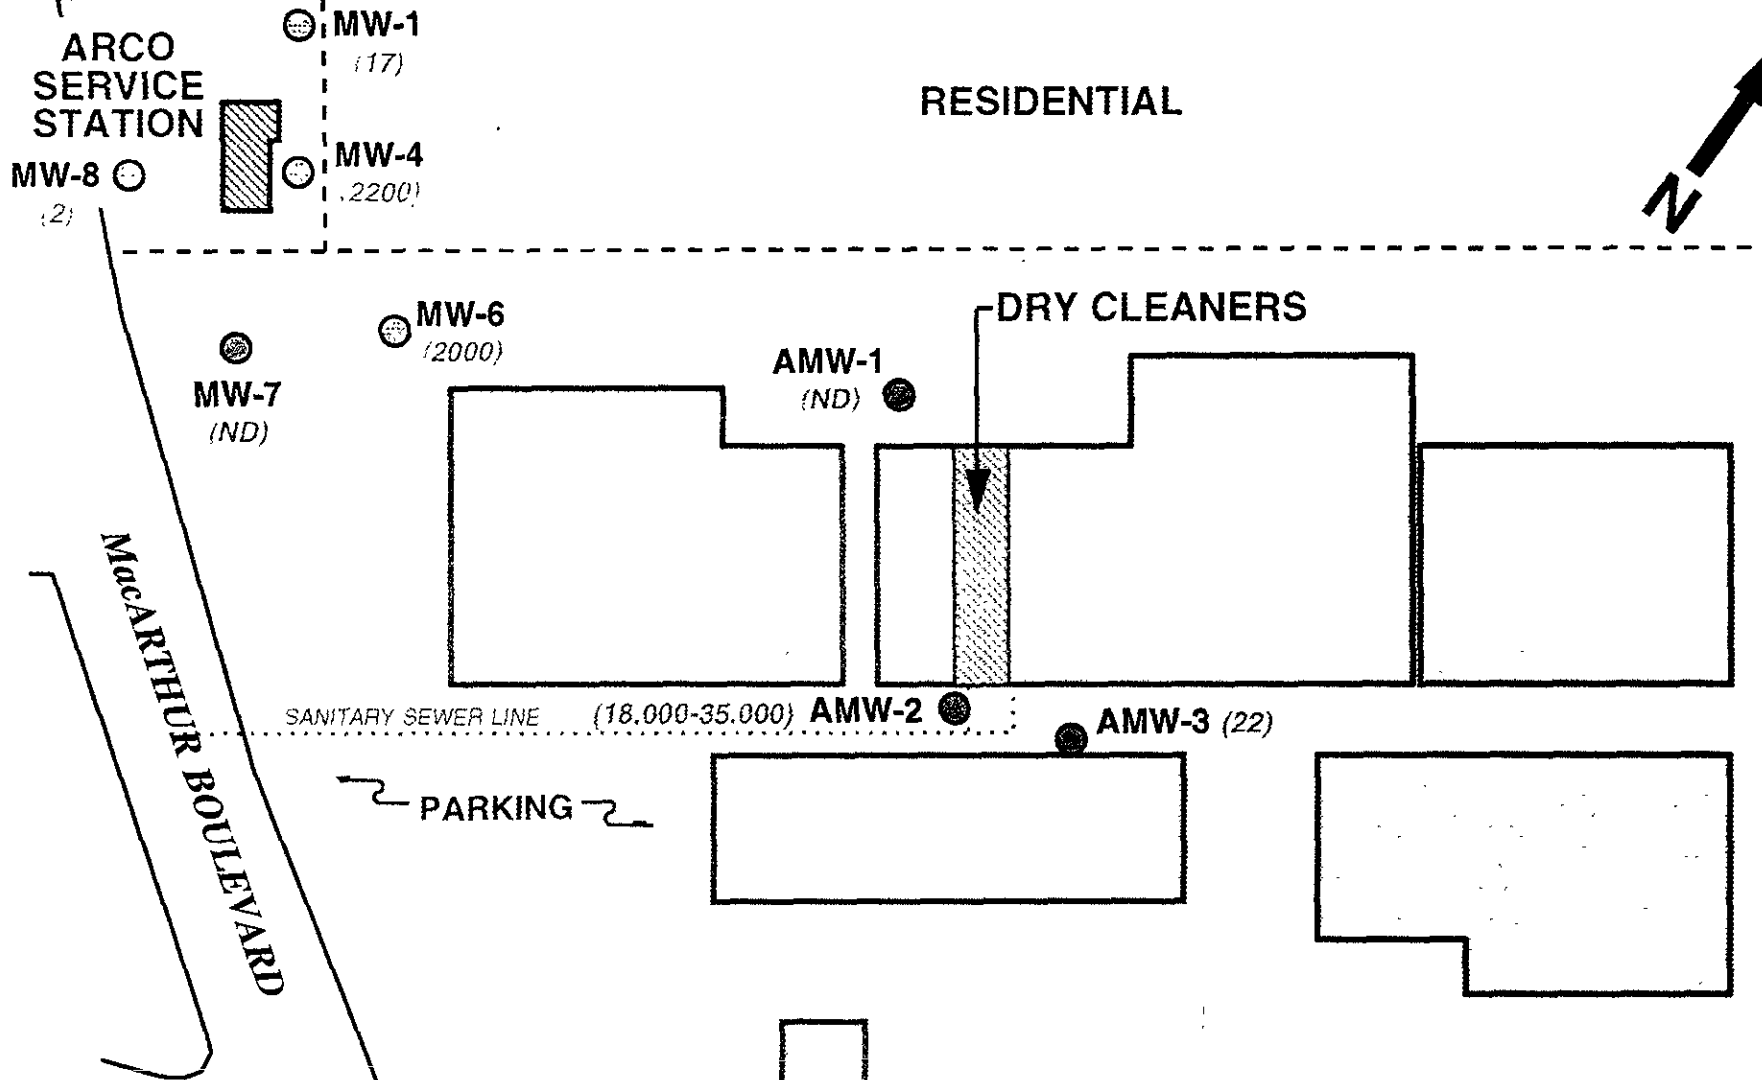 MW-1
(17)
ARCO
SERVICE
STATION
RESIDENTIAL
MW-4
.2200)
MW-8
(2)
N
DRY CLEANERS
MW-6
(2000)
AMW-1
(ND)
MW-7
(ND)
MacARTHUR BOULEVARD
SANITARY SEWER LINE
(18.000-35.000) AMW-2
AMW-3 (22)
PARKING